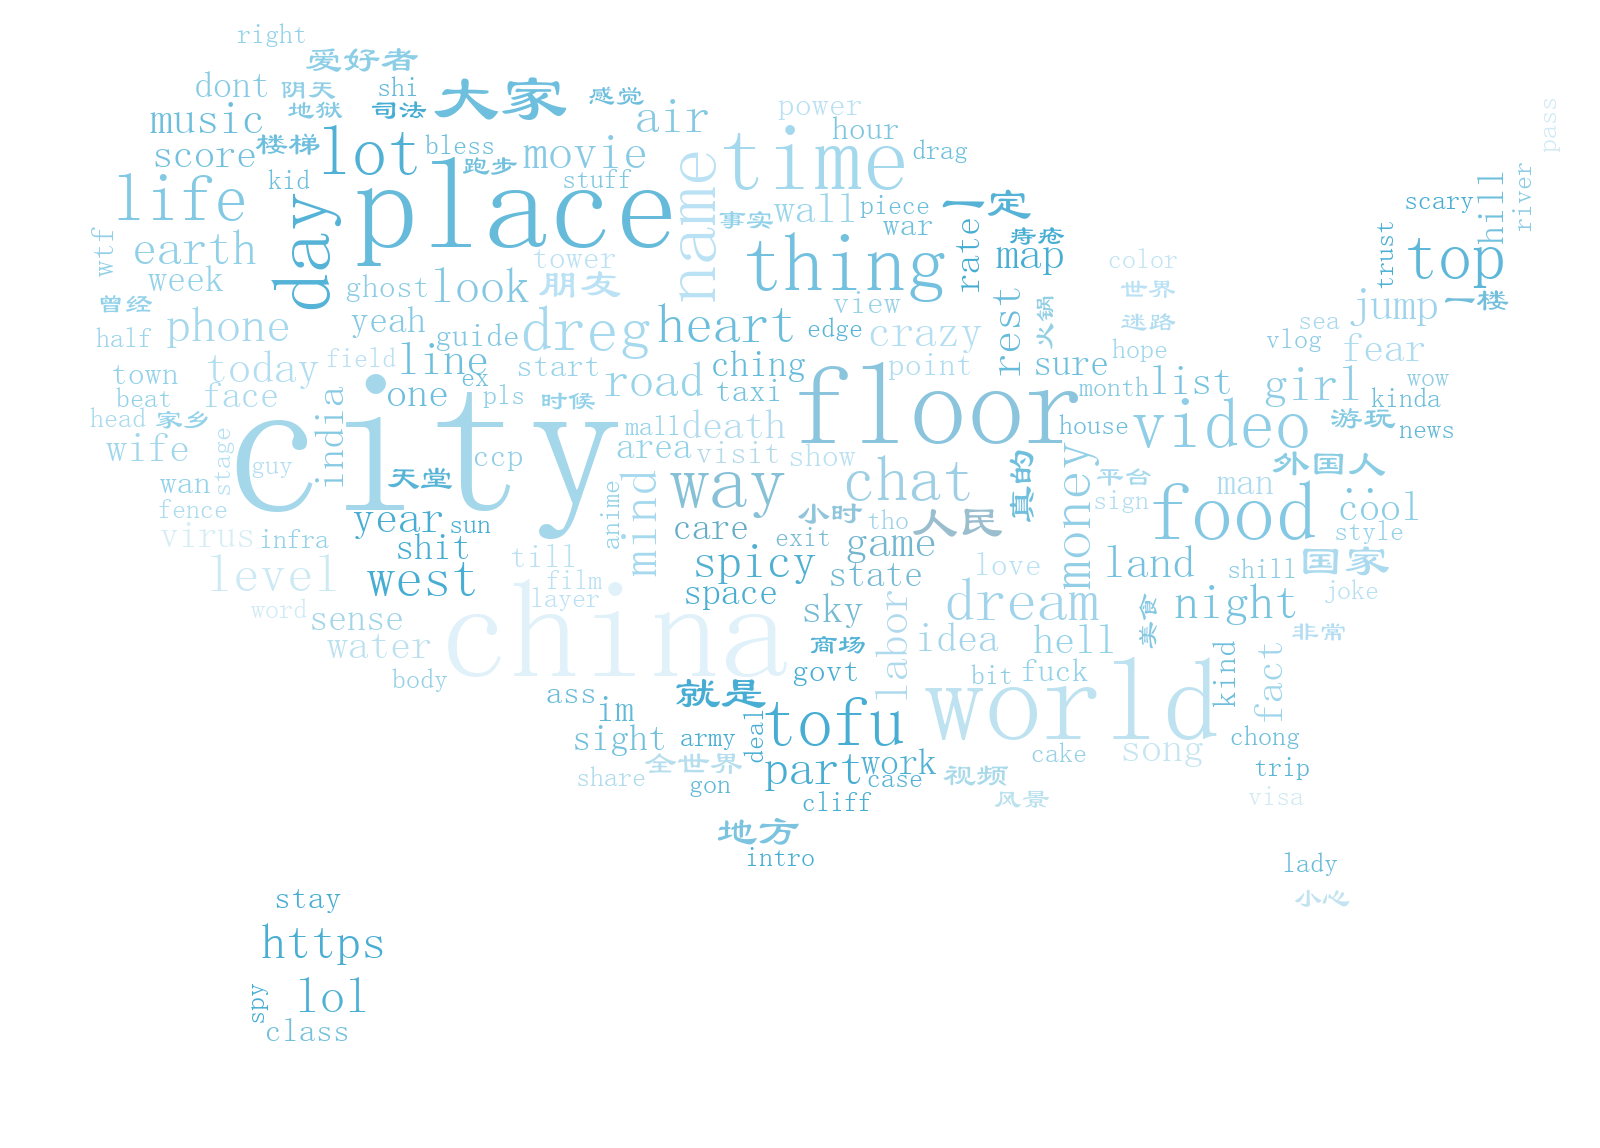 right
爱好者
dont
阴天
shi
大家
感觉
air
power
pass
music
地狱
司法
hour
score
楼梯
lot
bless
movie
time
drag
kid
跑步
stuff
life
day
place
name
事实
wall
piece
一定
scary
hill
river
wtf
earth
war
rate
痔疮
map
trust
top
week
tower
thing
color
ghost
look
朋友
世界
曾经
view
rest
火锅
jump
一楼
phone
yeah
dreg
heart
edge
crazy
迷路
sea
half
guide
vlog
fear
today
field
line
start
ching
point
sure
hope
town
face
ex
road
taxi
floor
month
list
girl
wow
beat
one
pls
时候
kinda
head
家乡
india
city
mall
death
house
video
游玩
news
wife
stage
guy
ccp
area
visit
show
天堂
mind
way
chat
真的
money
平台
外国人
wan
anime
man
fence
year
sun
care
小时
tho
人民
sign
food
cool
virus
infra
shit
exit
game
style
level
west
till
spicy
state
love
land
shill
国家
film
space
word
layer
sky
dream
美食
night
joke
sense
china
labor
water
商场
idea
hell
非常
body
govt
bit
fuck
kind
fact
ass
就是
world
im
tofu
sight
army
deal
chong
share
全世界
part
work
视频
cake
song
trip
gon
case
cliff
风景
visa
地方
intro
lady
stay
小心
https
spy
lol
class